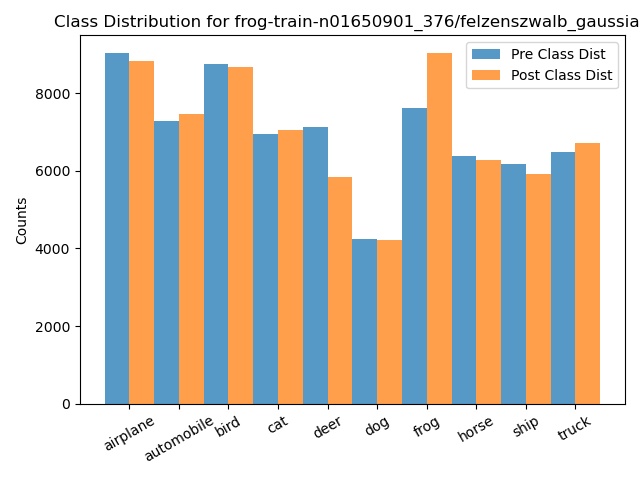 Class Distribution for frog-train-n01650901_376/felzenszwalb_gaussia
Pre Class Dist
Post Class Dist
Counts
8000
6000
4000
2000
0
airplane
automobile
bird
cat
deer
dog
frog
horse
ship
truck